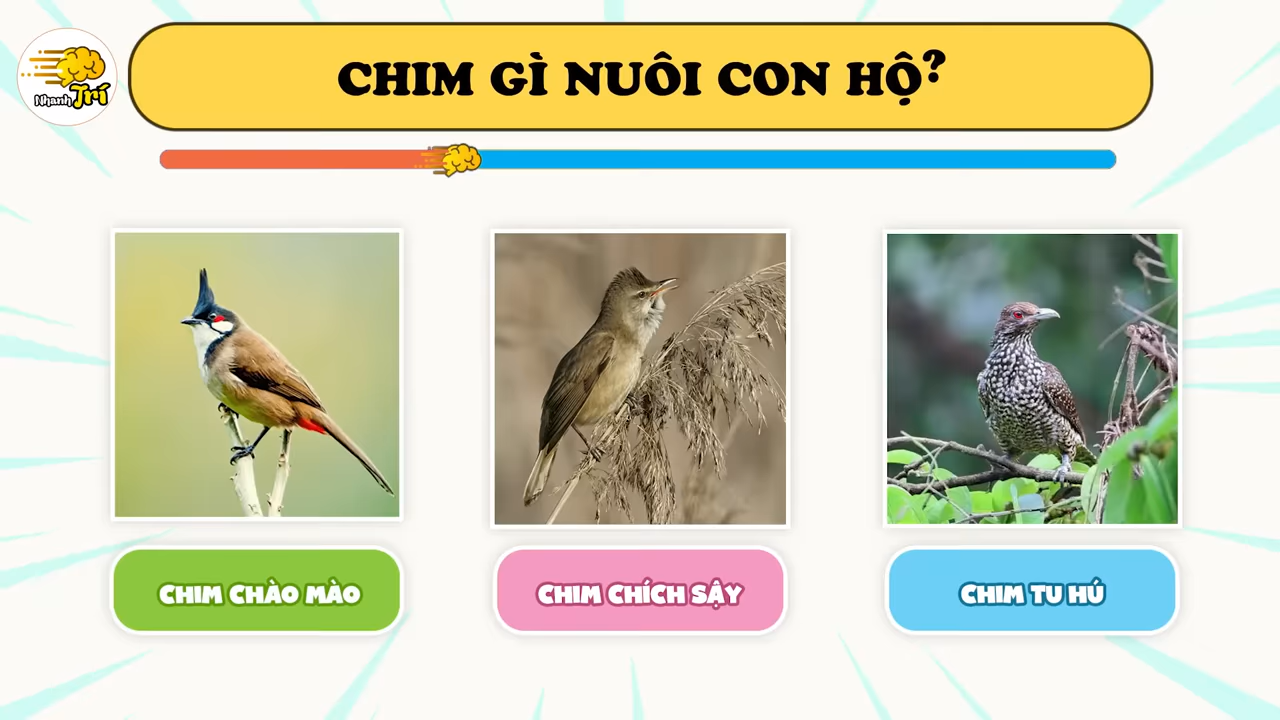 Nhanh Trí
CHIM GÌ NUÔI CON HỘ?
CHIM CHÀO MÀO
CHIM CHÍCH SẬY
CHIM TU HÚ